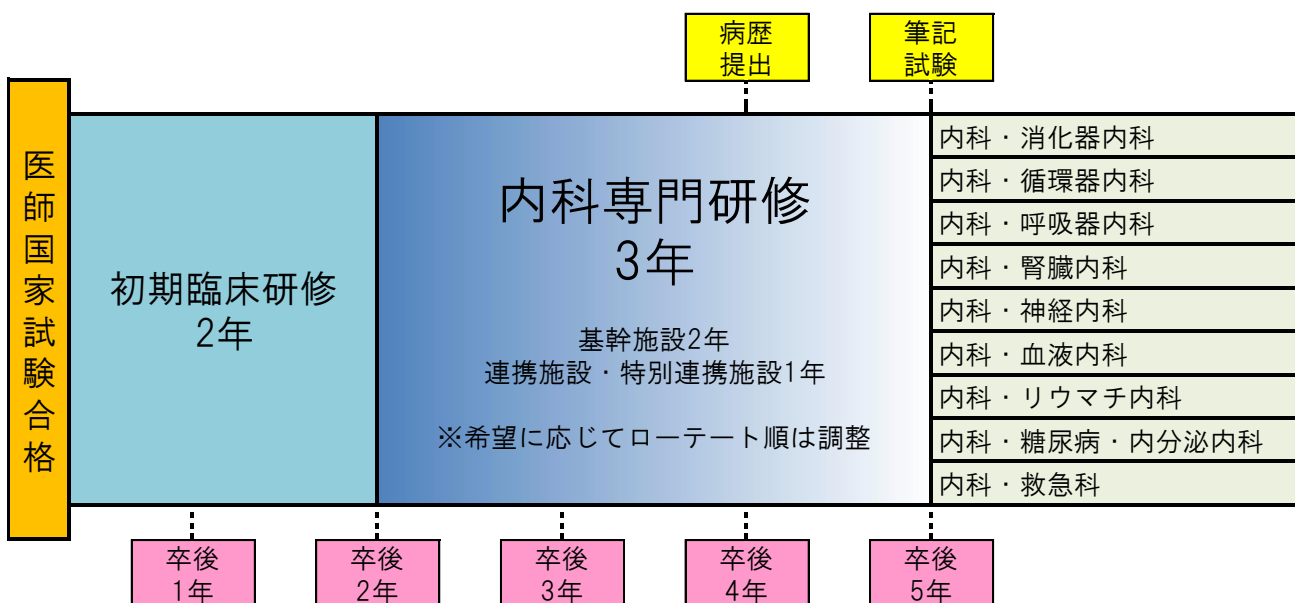 病歴
提出
筆記
試験
医師国家試験合格
初期臨床研修
2年
内科専門研修
3年
基幹施設2年
連携施設・特別連携施設1年
※希望に応じてローテート順は調整
内科・消化器内科
内科・循環器内科
内科・呼吸器内科
内科・腎臓内科
内科・神経内科
内科・血液内科
内科・リウマチ内科
内科・糖尿病・内分泌内科
内科・救急科
卒後
1年
卒後
2年
卒後
3年
卒後
4年
卒後
5年